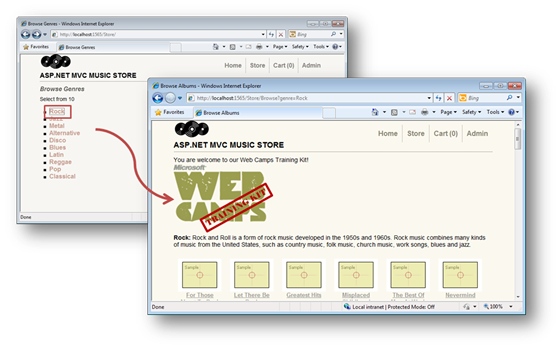 Browse Genres - Windows Internet Explorer
http://localhost:1565/Store/
Bing
Favorites
Browse Genres
Page
Safety
Tools
Home
Store
Cart (0)
Admin
ASP.NET MVC MUSIC STORE
Browse Genres
Select from 10
Rock
Metal
Alternative
Disco
Blues
Latin
Reggae
Pop
Classical
Done
Browse Albums - Windows Internet Explorer
http://localhost:1565/Store/Browse?genre=Rock
Bing
Favorites
Browse Albums
Page
Safety
Tools
Home
Store
Cart (0)
Admin
ASP.NET MVC MUSIC STORE
You are welcome to our Web Camps Training Kit!
Microsoft
WEB
CAMPS
TRAINING KIT
Rock: Rock and Roll is a form of rock music developed in the 1950s and 1960s. Rock music combines many kinds
of music from the United States, such as country music, folk music, church music, work songs, blues and jazz.
Sample Sample Sample Sample Sample Sample
For Those
Let There Be
Greatest Hits
Misplaced
The Best Of
Nevermind
Done
Local intranet | Protected Mode: Off
100%